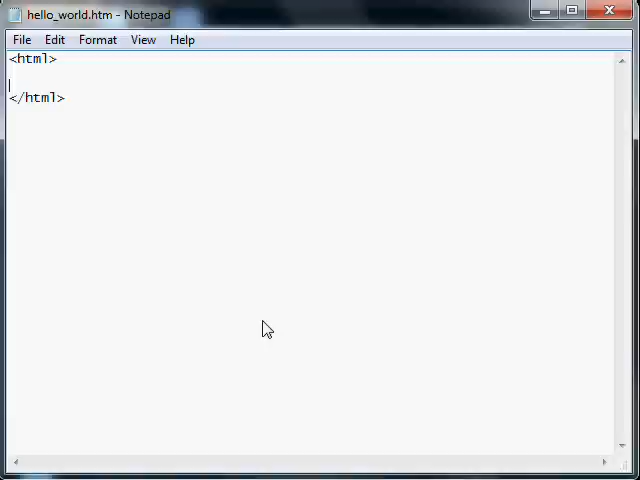 hello_world.htm - Notepad
File Edit Format View Help
<html>
</html>